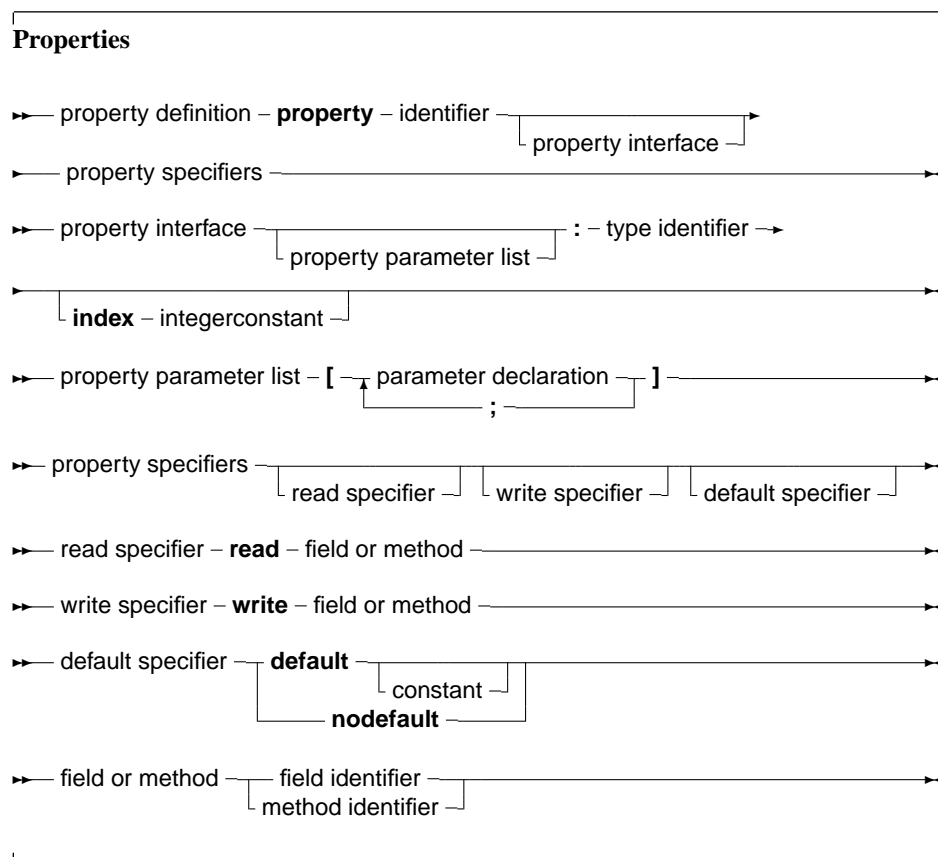 Properties
property definition – property – identifier
property interface
property specifiers
property interface : – type identifier
property parameter list
index – integerconstant
property parameter list – [ parameter declaration ]
;
property specifiers
read specifier write specifier default specifier
read specifier – read – field or method
write specifier – write – field or method
default specifier default
constant
nodefault
field or method field identifier
method identifier